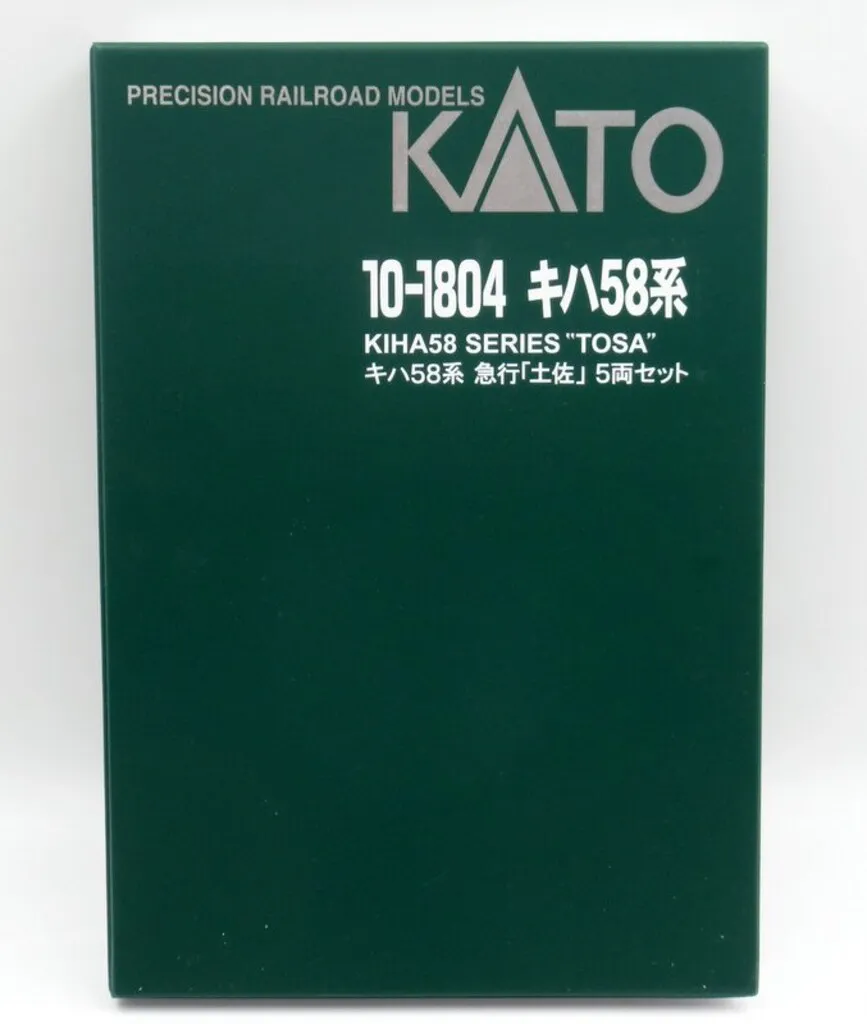 PRECISION RAILROAD MODELS
KATO
10-1804 キハ58系
KIHA58 SERIES "TOSA"
キハ58系 急行「土佐」 5両セット